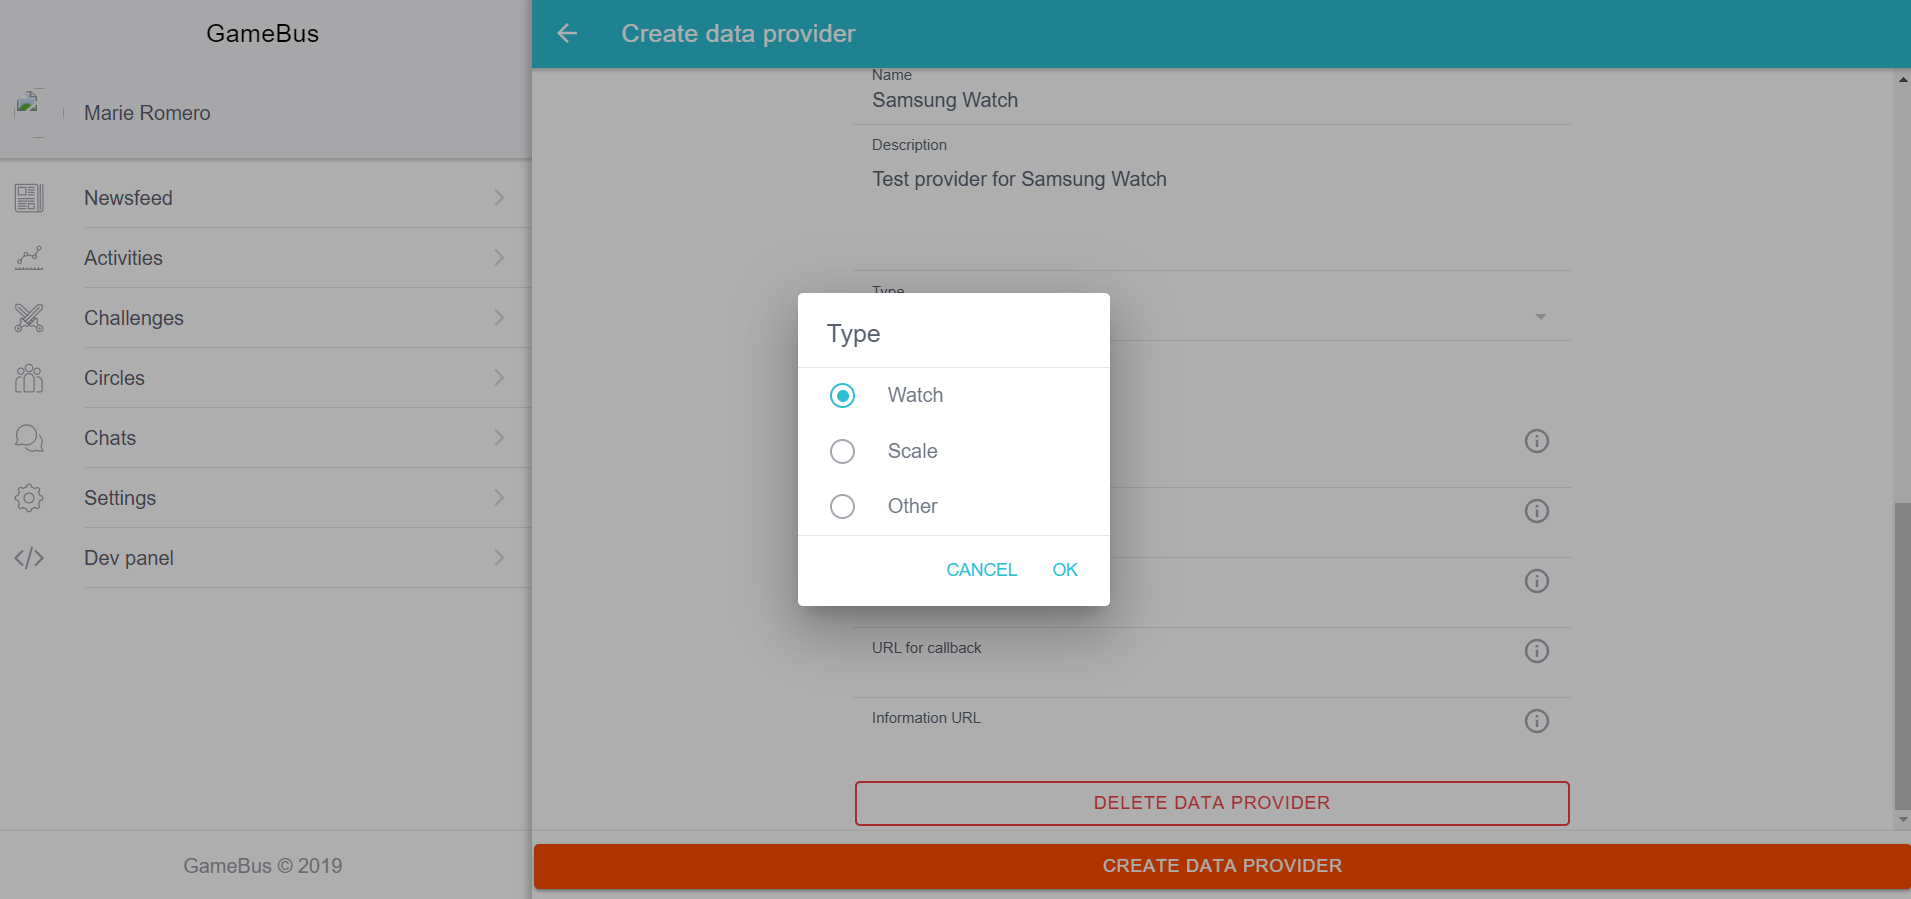 GameBus
Marie Romero
Newsfeed
Activities
Challenges
Circles
Chats
Settings
Dev panel
GameBus © 2019
Create data provider
Name
Samsung Watch
Description
Test provider for Samsung Watch
Type
Type
Watch
Scale
Other
CANCEL OK
URL for callback
Information URL
DELETE DATA PROVIDER
CREATE DATA PROVIDER